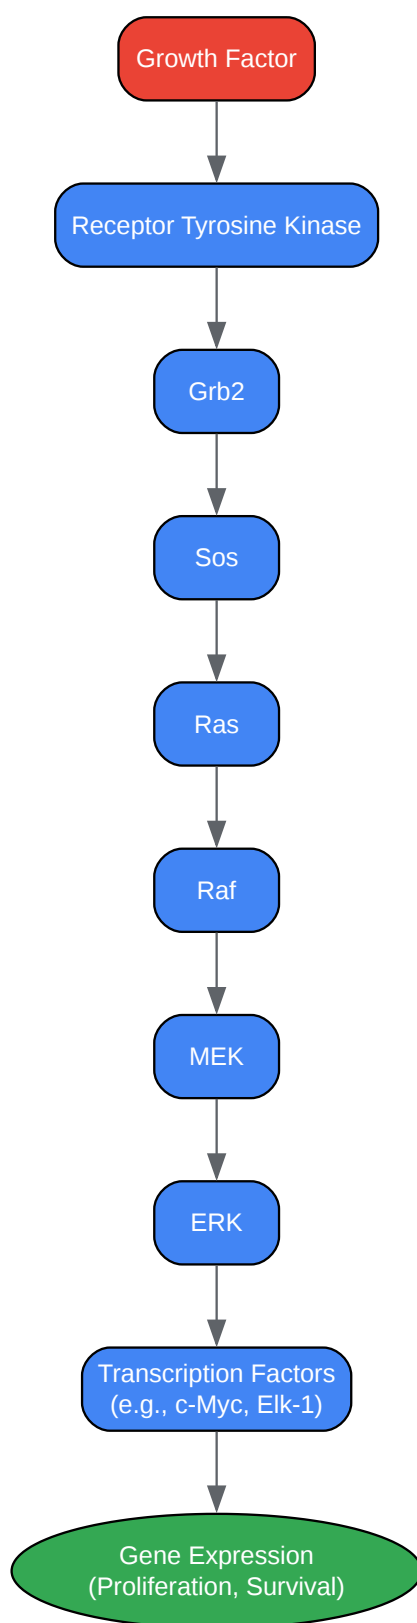 Growth Factor
Receptor Tyrosine Kinase
Grb2
Sos
Ras
Raf
MEK
ERK
Transcription Factors
(e.g., c-Myc, Elk-1)
Gene Expression
(Proliferation, Survival)